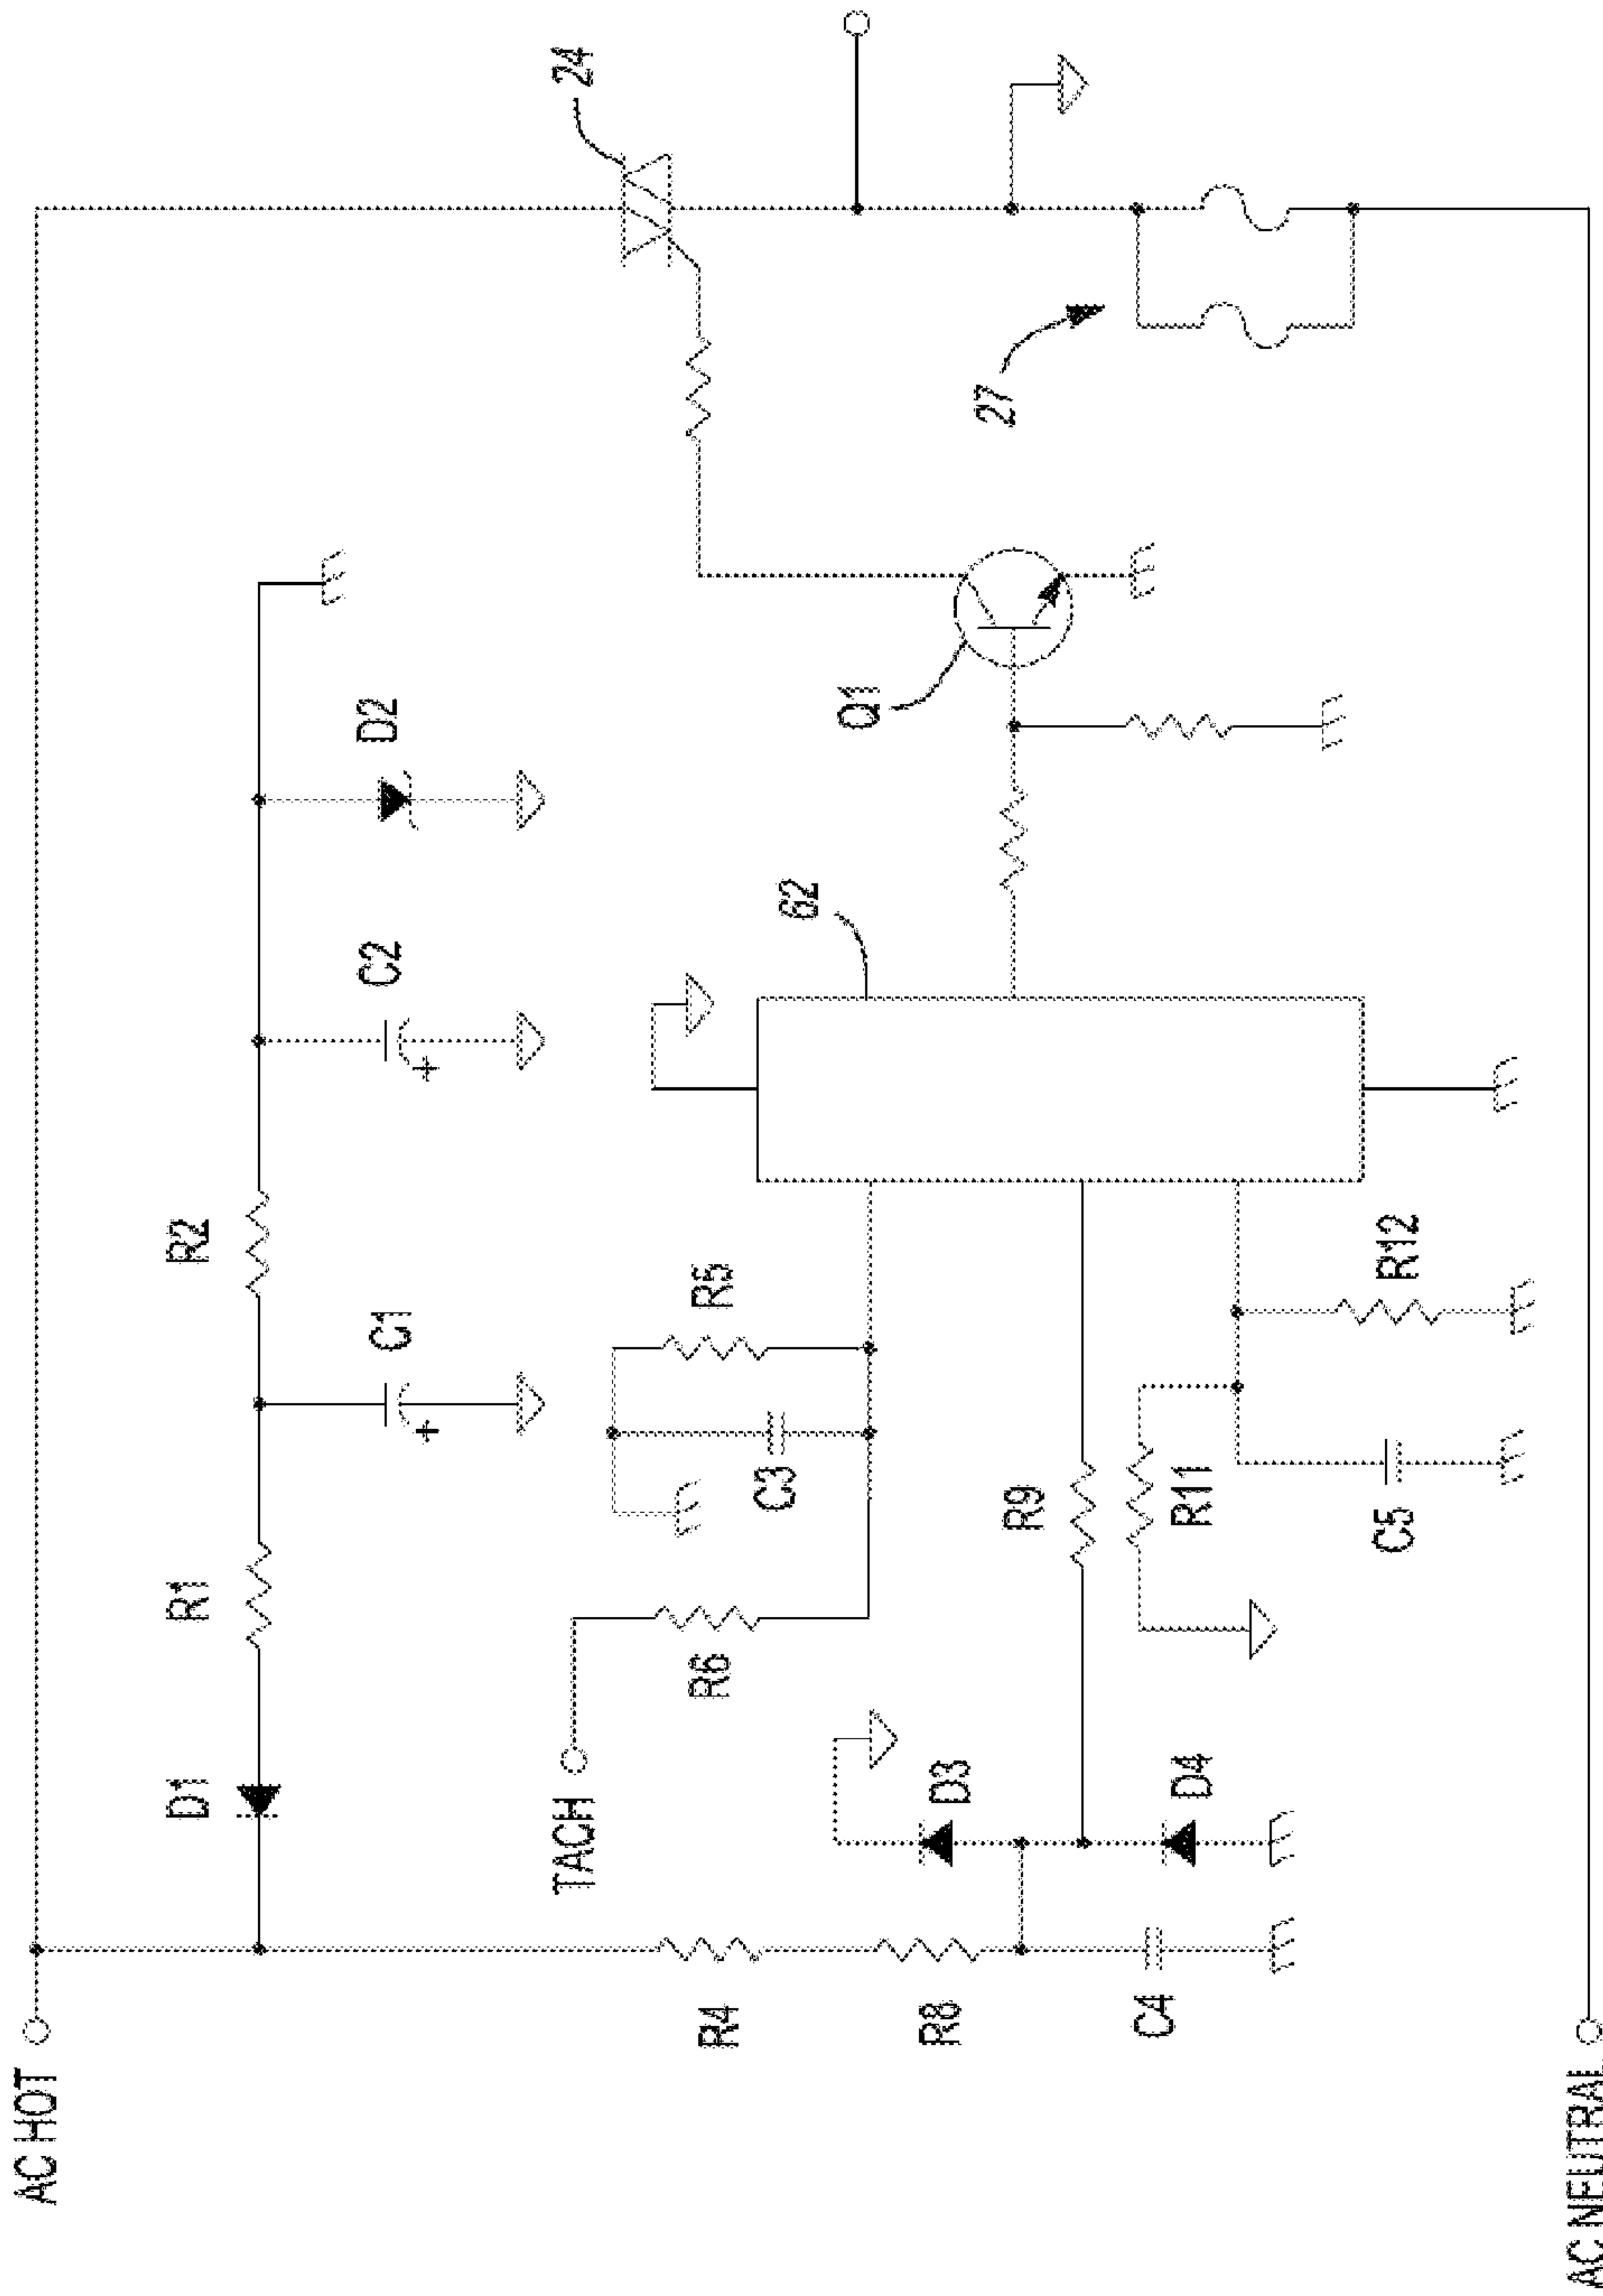 AC HOT
24
D1
R1
R2
C1
C2
D2
TACH
R6
R5
C3
62
Q1
27
R4
R8
D3
R9
R11
C4
D4
C5
R12
AC NEUTRAL